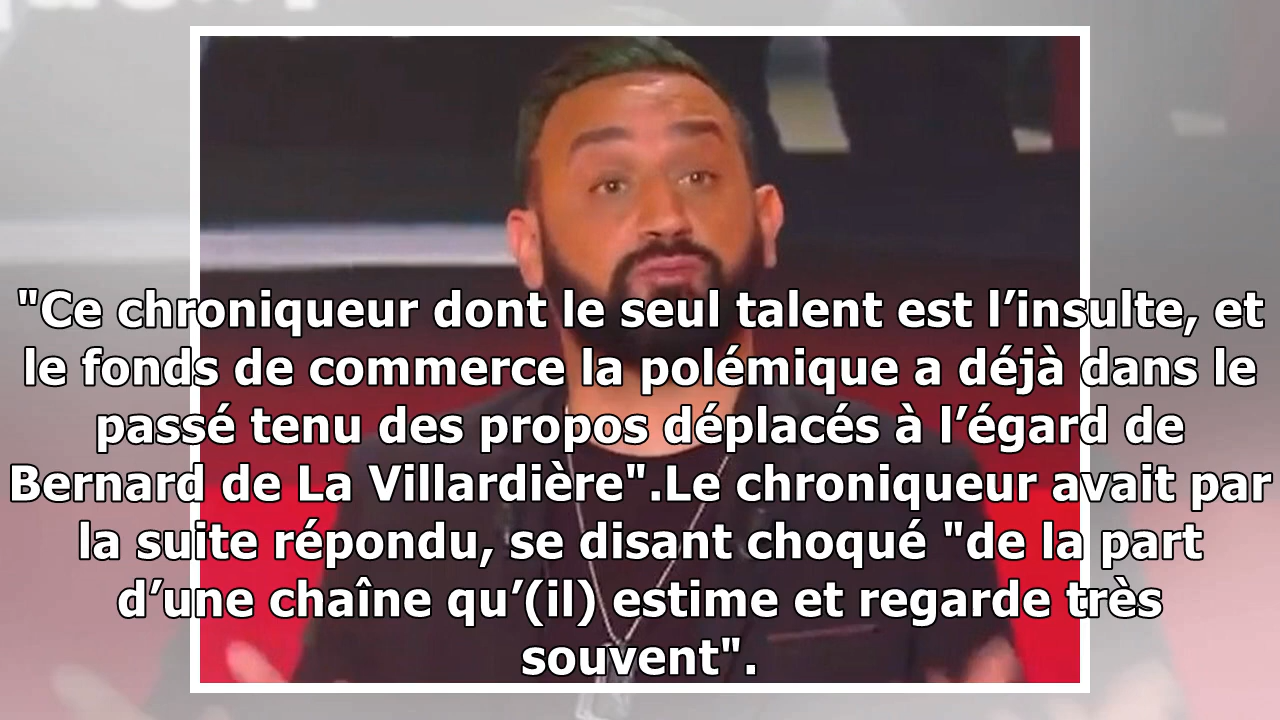 "Ce chroniqueur dont le seul talent est l’insulte, et
le fonds de commerce la polémique a déjà dans le
passé tenu des propos déplacés à l’égard de
Bernard de La Villardière".Le chroniqueur avait par
la suite répondu, se disant choqué "de la part
d’une chaîne qu’(il) estime et regarde très
souvent".